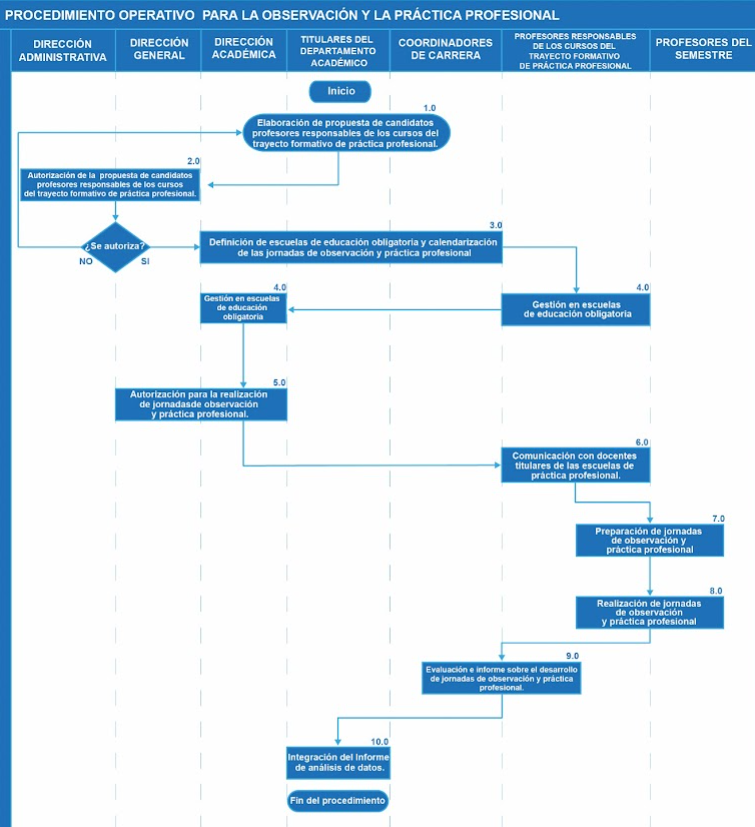 PROCEDIMIENTO OPERATIVO PARA LA OBSERVACIÓN Y LA PRÁCTICA PROFESIONAL
DIRECCIÓN
ADMINISTRATIVA
DIRECCIÓN
GENERAL
DIRECCIÓN
ACADÉMICA
TITULARES DEL
DEPARTAMENTO
ACADÉMICO
COORDINADORES
DE CARRERA
PROFESORES RESPONSABLES
DE LOS CURSOS DEL
TRAYECTO FORMATIVO
DE PRÁCTICA PROFESIONAL
PROFESORES DEL
SEMESTRE
Inicio
1.0
Elaboración de propuesta de candidatos
profesores responsables de los cursos del
trayecto formativo de práctica profesional.
2.0
Autorización de la propuesta de candidatos
profesores responsables de los cursos
del trayecto formativo de práctica profesional.
¿Se autoriza?
NO
SI
3.0
Definición de escuelas de educación obligatoria y calendarización
de las jornadas de observación y práctica profesional
4.0
Gestión en escuelas
de educación
obligatoria
4.0
Gestión en escuelas
de educación obligatoria
5.0
Autorización para la realización
de jornadasde observación
y práctica profesional.
6.0
Comunicación con docentes
titulares de las escuelas de
práctica profesional.
7.0
Preparación de jornadas
de observación y
práctica profesional
8.0
Realización de jornadas
de observación
y práctica profesional
9.0
Evaluación e informe sobre el desarrollo
de jornadas de observación y práctica
profesional.
10.0
Integración del Informe
de análisis de datos.
Fin del procedimiento